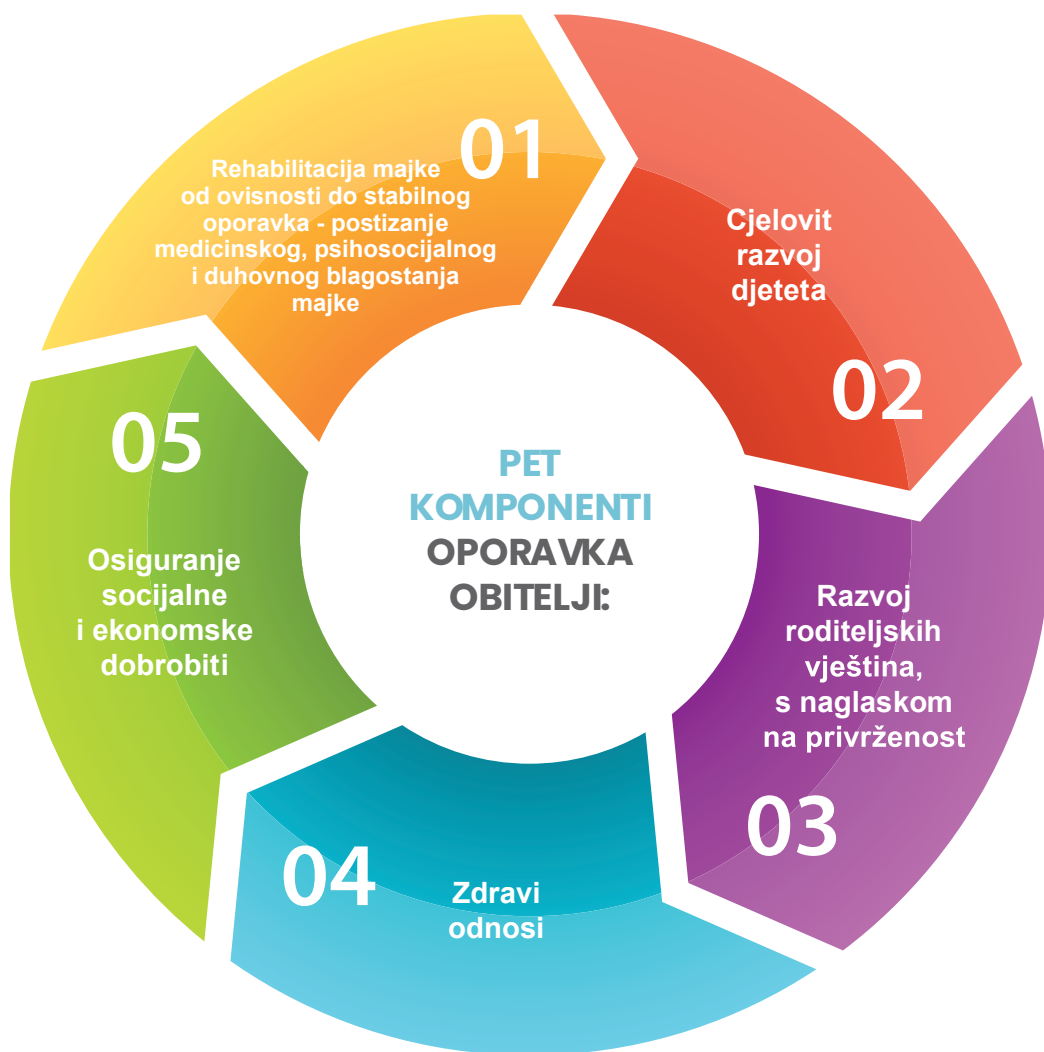 PET
KOMPONENTI
OPORAVKA
OBITELJI:
01
Rehabilitacija majke
od ovisnosti do stabilnog
oporavka - postizanje
medicinskog, psihosocijalnog
i duhovnog blagostanja
majke
Cjelovit
razvoj
djeteta
02
Razvoj
roditeljskih
vještina,
s naglaskom
na privrženost
03
04
Zdravi
odnosi
05
Osiguranje
socijalne
i ekonomske
dobrobiti